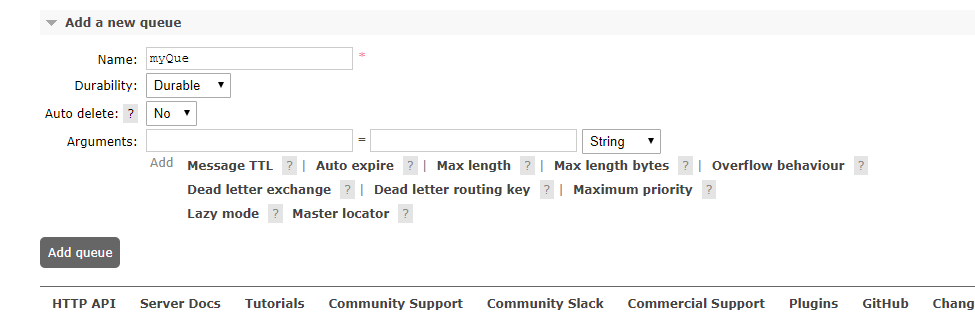 Add a new queue
Name: myQue *
Durability: Durable
Auto delete: ? No
Arguments: = String
Add Message TTL ? | Auto expire ? | Max length ? | Max length bytes ? | Overflow behaviour ?
Dead letter exchange ? | Dead letter routing key ? | Maximum priority ?
Lazy mode ? Master locator ?
Add queue
HTTP API Server Docs Tutorials Community Support Community Slack Commercial Support Plugins GitHub Chang